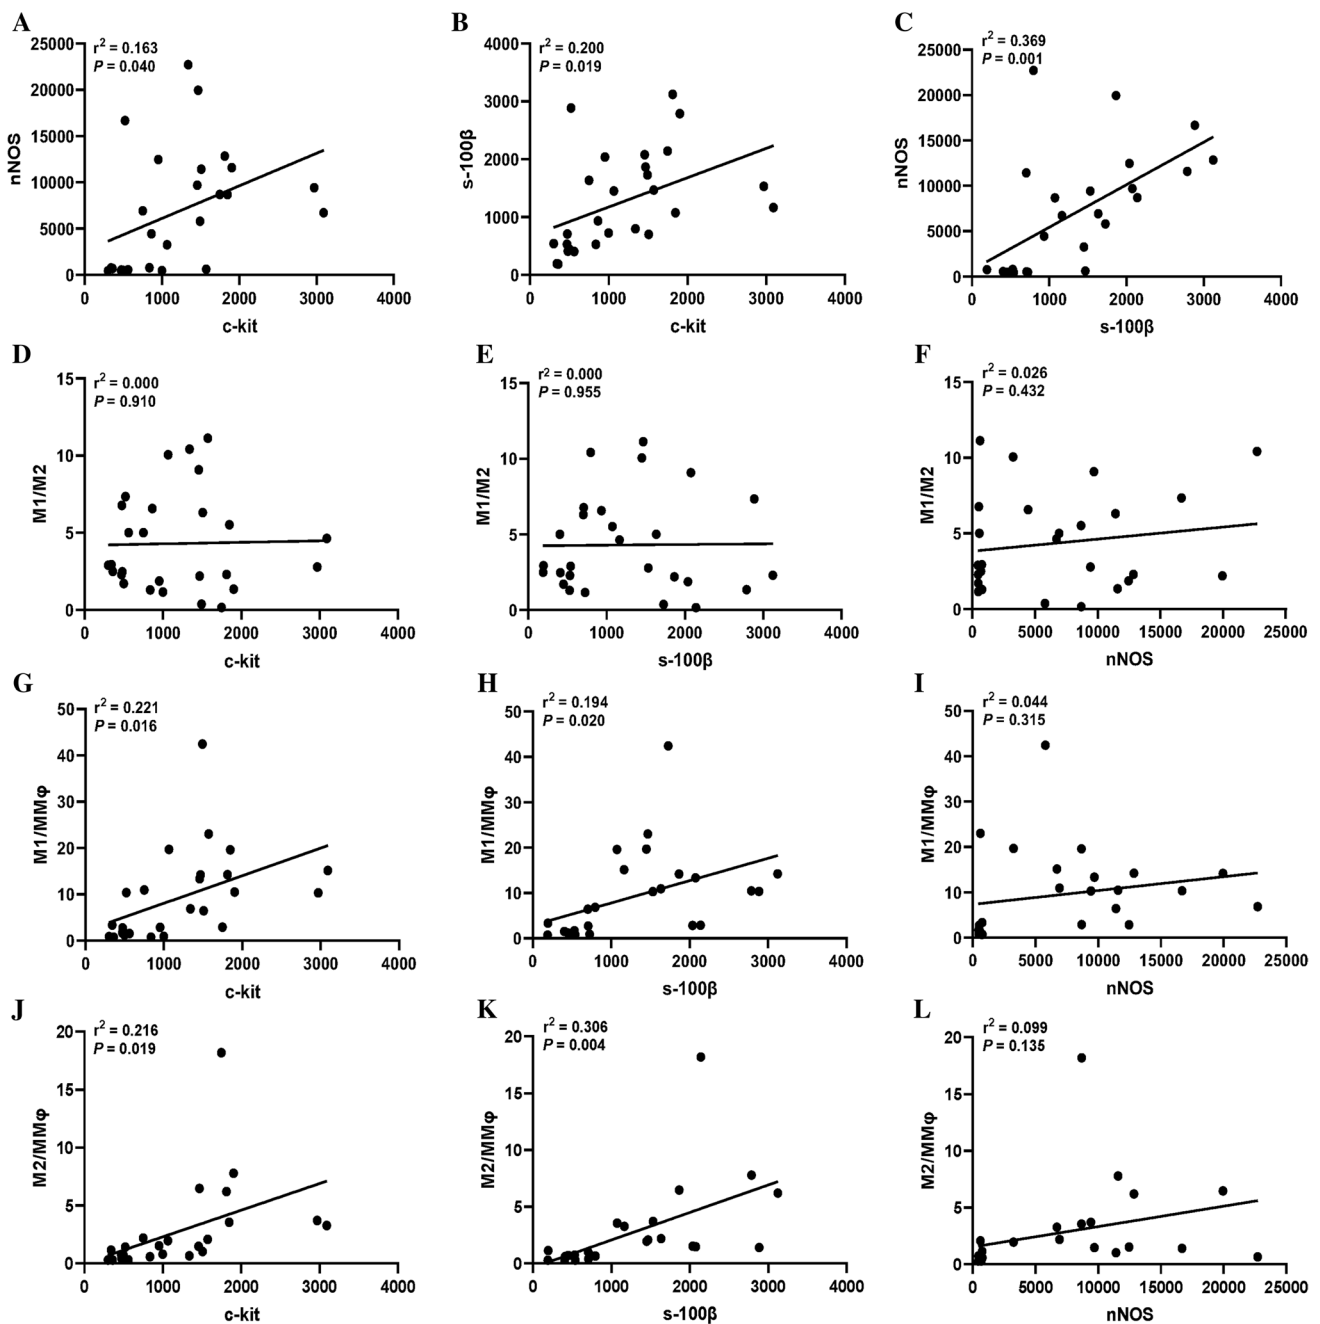 A
r2 = 0.163
P = 0.040
nNOS
25000
20000
15000
10000
5000
0
0 1000 2000 3000 4000
c-kit
B
r2 = 0.200
P = 0.019
s-100β
4000
3000
2000
1000
0
0 1000 2000 3000 4000
c-kit
C
r2 = 0.369
P = 0.001
nNOS
25000
20000
15000
10000
5000
0
0 1000 2000 3000 4000
s-100β
D
r2 = 0.000
P = 0.910
M1/M2
15
10
5
0
0 1000 2000 3000 4000
c-kit
E
r2 = 0.000
P = 0.955
M1/M2
15
10
5
0
0 1000 2000 3000 4000
s-100β
F
r2 = 0.026
P = 0.432
M1/M2
15
10
5
0
0 5000 10000 15000 20000 25000
nNOS
G
r2 = 0.221
P = 0.016
M1/MMφ
50
40
30
20
10
0
0 1000 2000 3000 4000
c-kit
H
r2 = 0.194
P = 0.020
M1/MMφ
50
40
30
20
10
0
0 1000 2000 3000 4000
s-100β
I
r2 = 0.044
P = 0.315
M1/MMφ
50
40
30
20
10
0
0 5000 10000 15000 20000 25000
nNOS
J
r2 = 0.216
P = 0.019
M2/MMφ
20
15
10
5
0
0 1000 2000 3000 4000
c-kit
K
r2 = 0.306
P = 0.004
M2/MMφ
20
15
10
5
0
0 1000 2000 3000 4000
s-100β
L
r2 = 0.099
P = 0.135
M2/MMφ
20
15
10
5
0
0 5000 10000 15000 20000 25000
nNOS